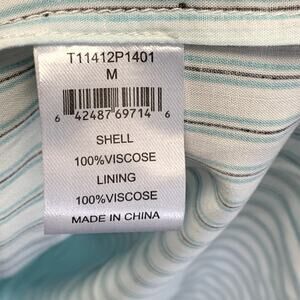 T11412P1401
M
6 42487 69714 6
SHELL
100%VISCOSE
LINING
100%VISCOSE
MADE IN CHINA